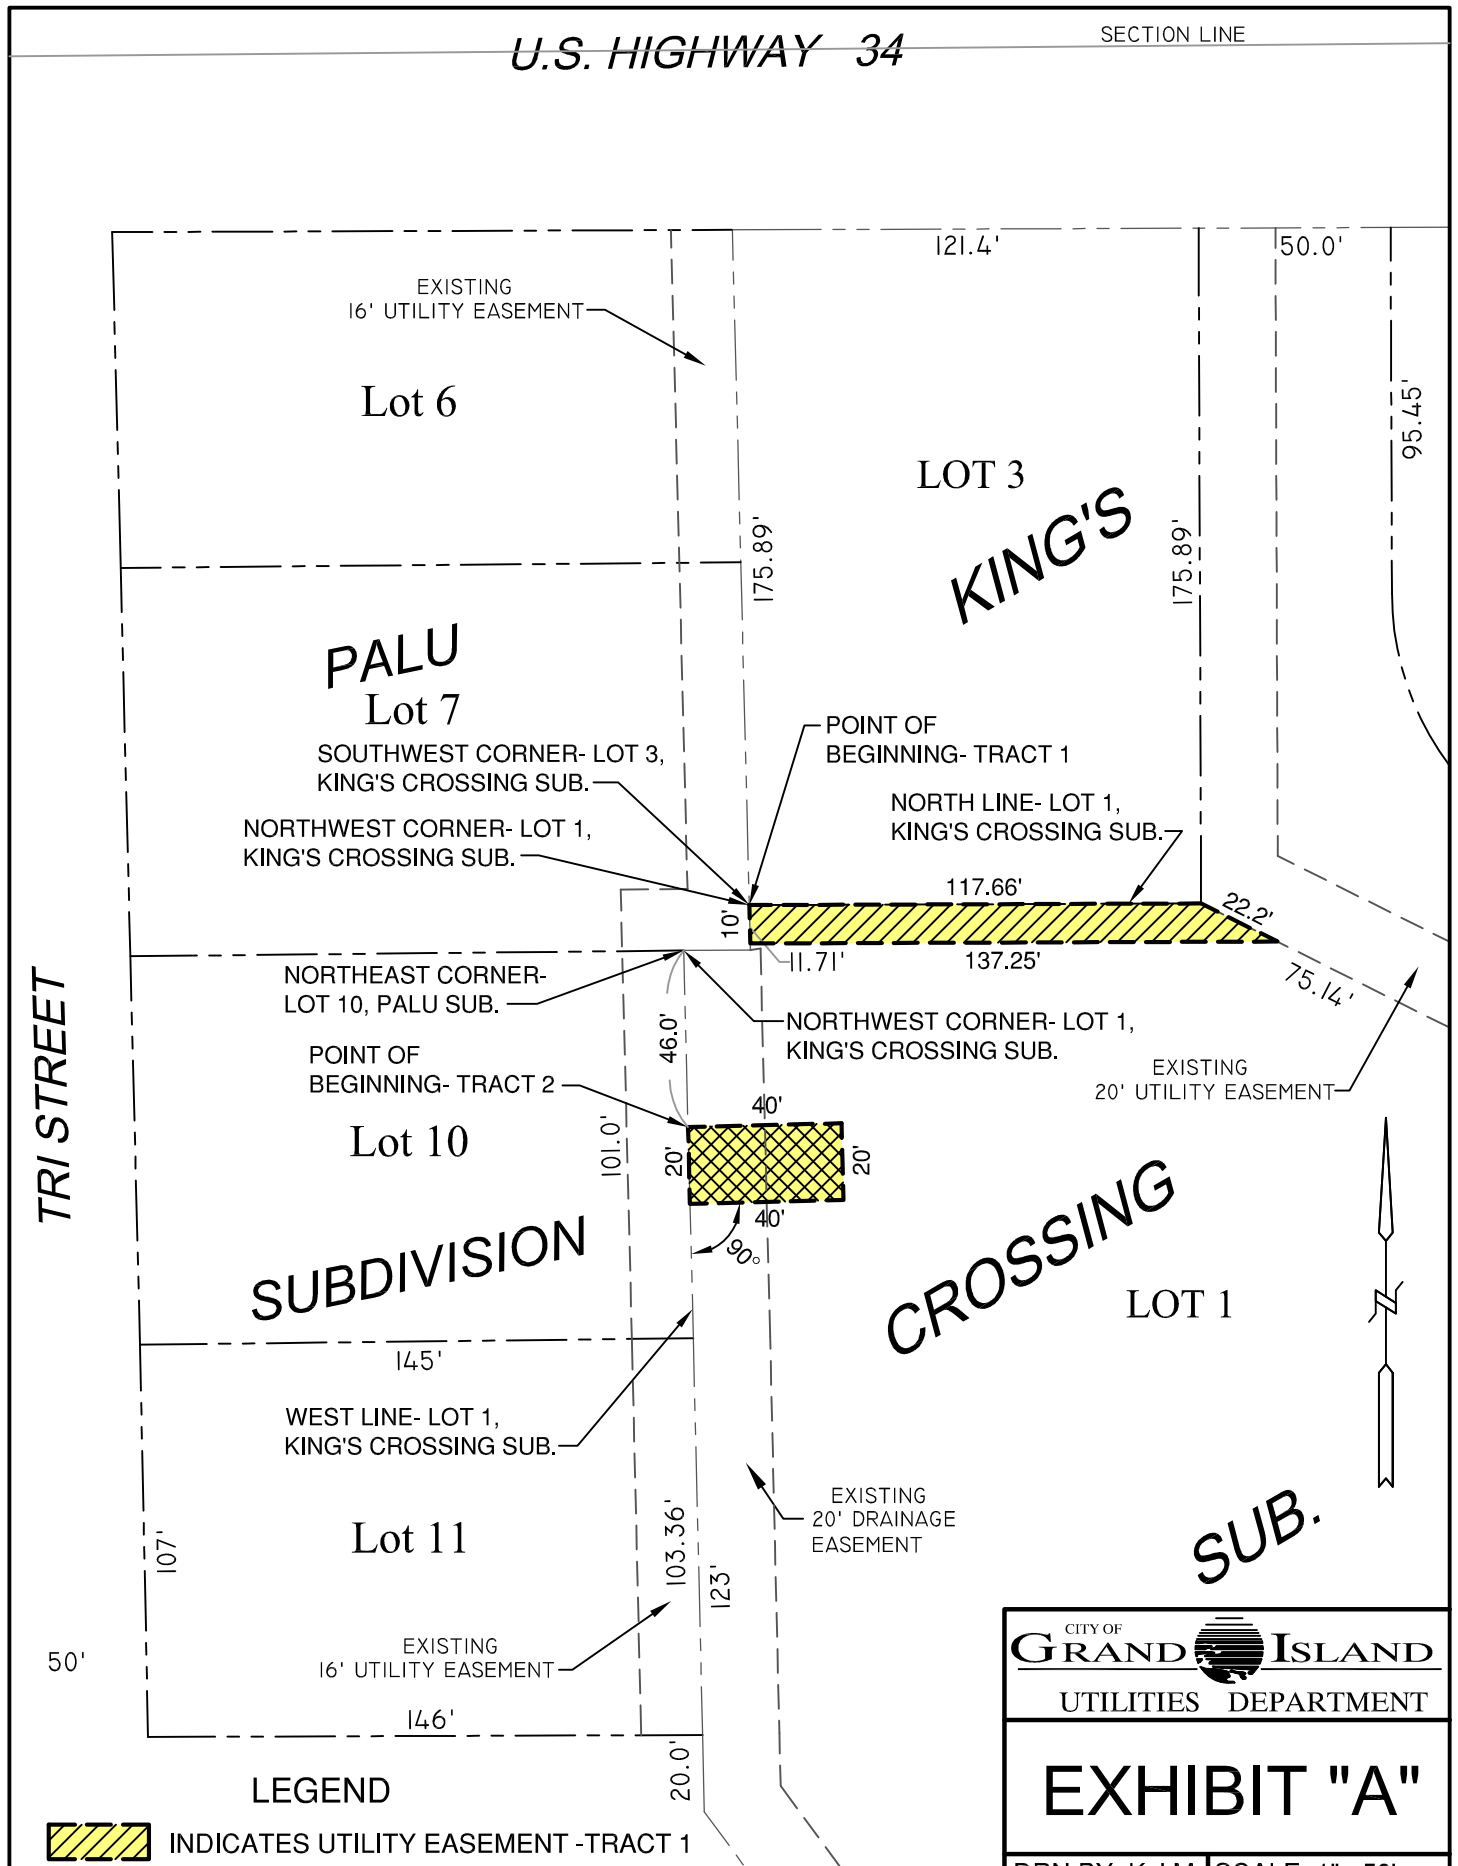 U.S. HIGHWAY 34
SECTION LINE
121.4'
50.0'
EXISTING
16' UTILITY EASEMENT
Lot 6
95.45'
LOT 3
KING'S
175.89'
175.89'
PALU
Lot 7
POINT OF
BEGINNING- TRACT 1
SOUTHWEST CORNER- LOT 3,
KING'S CROSSING SUB.
NORTH LINE- LOT 1,
KING'S CROSSING SUB.
NORTHWEST CORNER- LOT 1,
KING'S CROSSING SUB.
117.66'
22.2'
10'
11.71'
137.25'
75.14'
NORTHEAST CORNER-
LOT 10, PALU SUB.
NORTHWEST CORNER- LOT 1,
KING'S CROSSING SUB.
46.0'
POINT OF
BEGINNING- TRACT 2
EXISTING
20' UTILITY EASEMENT
TRI STREET
40'
Lot 10
101.0'
20'
20'
40'
90°
SUBDIVISION
CROSSING
LOT 1
145'
WEST LINE- LOT 1,
KING'S CROSSING SUB.
EXISTING
20' DRAINAGE
EASEMENT
Lot 11
107'
103.36'
123'
SUB.
50'
EXISTING
16' UTILITY EASEMENT
146'
20.0'
CITY OF
GRAND ISLAND
UTILITIES DEPARTMENT
EXHIBIT "A"
LEGEND
INDICATES UTILITY EASEMENT -TRACT 1
DRN BY: K.J.M.
SCALE: 1"= 50'